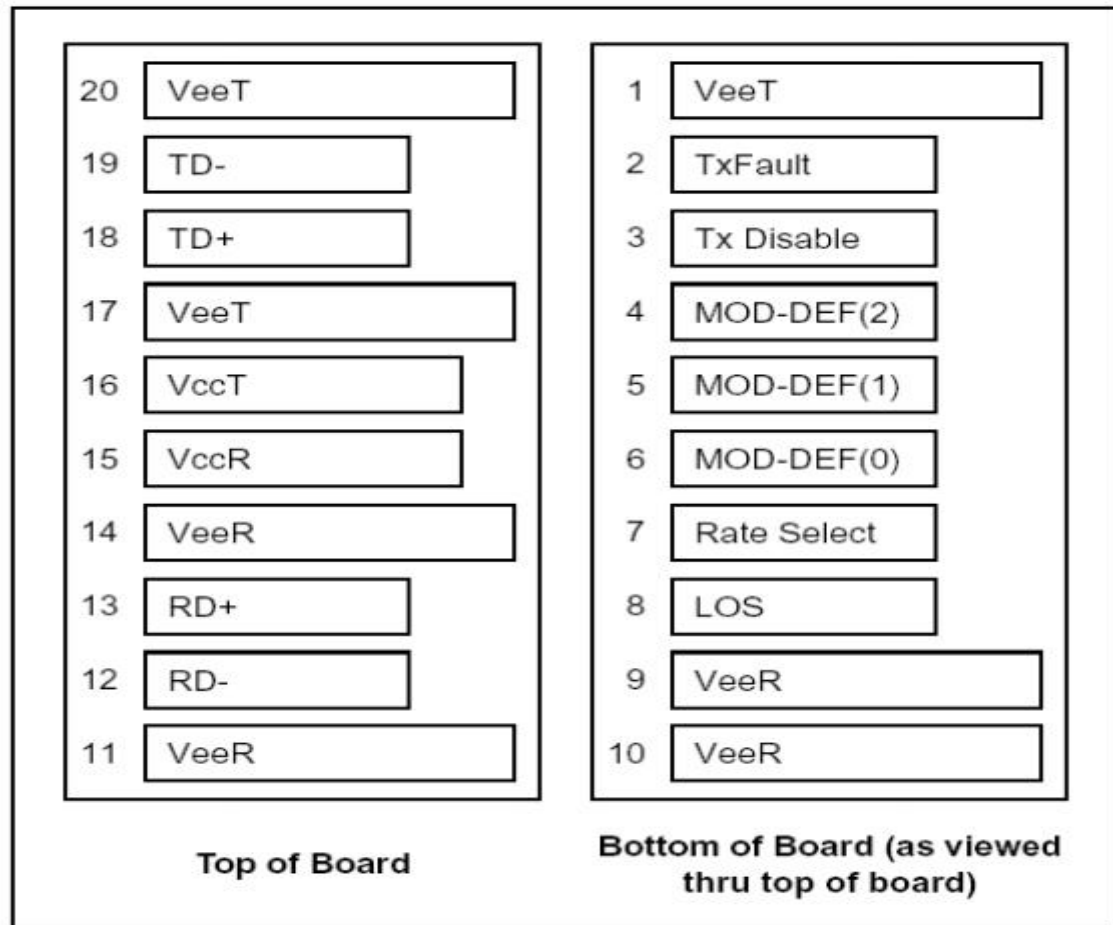 20 VeeT
19 TD-
18 TD+
17 VeeT
16 VccT
15 VccR
14 VeeR
13 RD+
12 RD-
11 VeeR
Top of Board
1 VeeT
2 TxFault
3 Tx Disable
4 MOD-DEF(2)
5 MOD-DEF(1)
6 MOD-DEF(0)
7 Rate Select
8 LOS
9 VeeR
10 VeeR
Bottom of Board (as viewed
thru top of board)